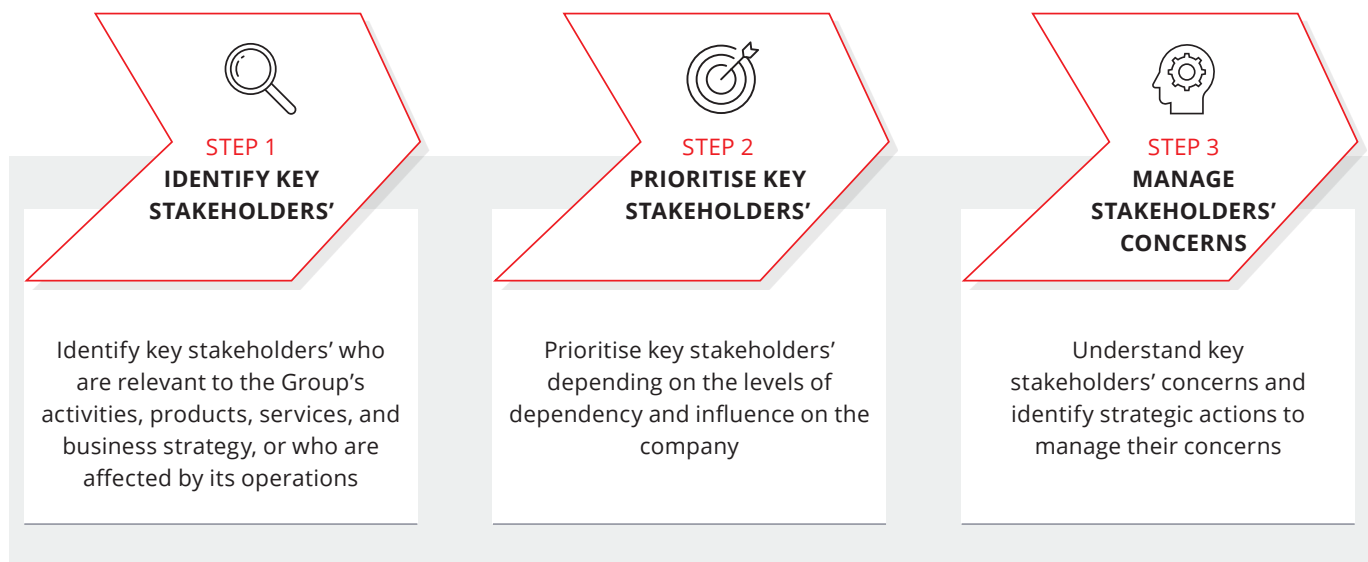 STEP 1
IDENTIFY KEY
STAKEHOLDERS’
Identify key stakeholders’ who
are relevant to the Group’s
activities, products, services, and
business strategy, or who are
affected by its operations
STEP 2
PRIORITISE KEY
STAKEHOLDERS’
Prioritise key stakeholders’
depending on the levels of
dependency and influence on the
company
STEP 3
MANAGE
STAKEHOLDERS’
CONCERNS
Understand key
stakeholders’ concerns and
identify strategic actions to
manage their concerns